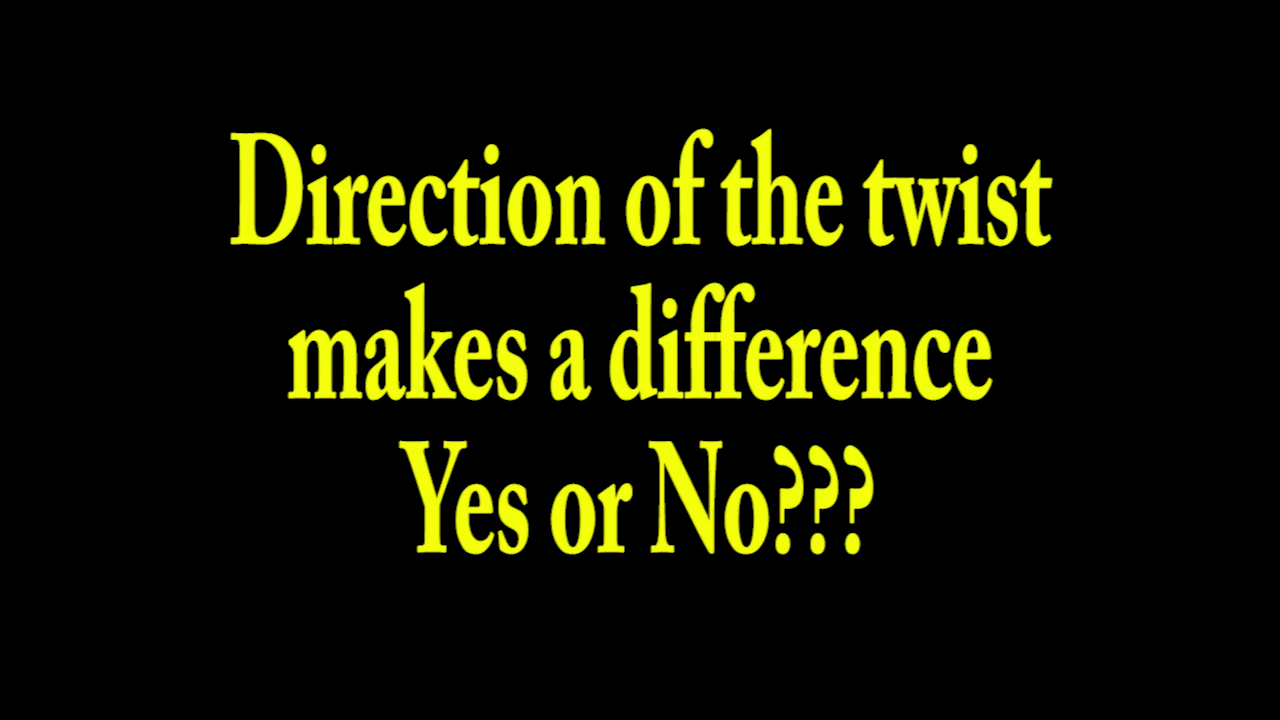 Direction of the twist
makes a difference
Yes or No???